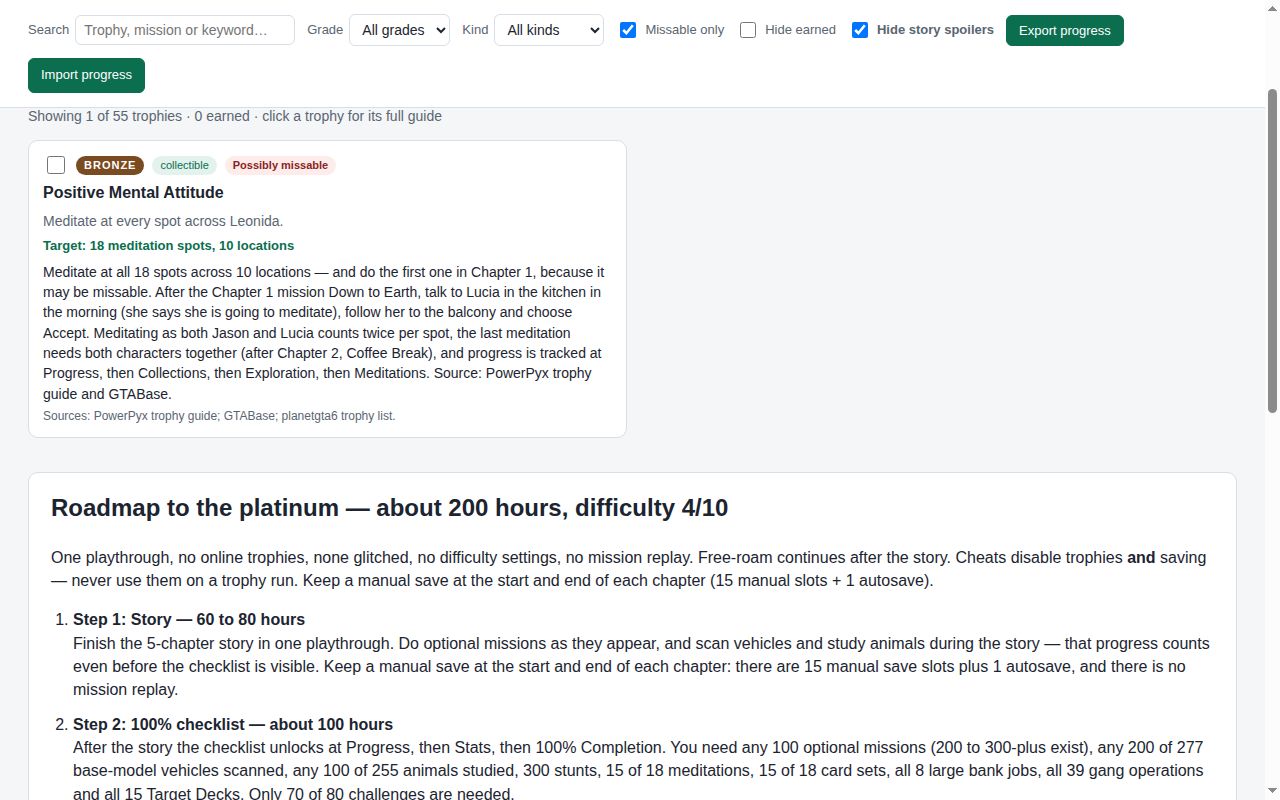 Search Trophy, mission or keyword… Grade All grades Kind All kinds Missable only Hide earned Hide story spoilers Export progress
Import progress
Showing 1 of 55 trophies · 0 earned · click a trophy for its full guide
BRONZE collectible Possibly missable
Positive Mental Attitude
Meditate at every spot across Leonida.
Target: 18 meditation spots, 10 locations
Meditate at all 18 spots across 10 locations — and do the first one in Chapter 1, because it
may be missable. After the Chapter 1 mission Down to Earth, talk to Lucia in the kitchen in
the morning (she says she is going to meditate), follow her to the balcony and choose
Accept. Meditating as both Jason and Lucia counts twice per spot, the last meditation
needs both characters together (after Chapter 2, Coffee Break), and progress is tracked at
Progress, then Collections, then Exploration, then Meditations. Source: PowerPyx trophy
guide and GTABase.
Sources: PowerPyx trophy guide; GTABase; planetgta6 trophy list.
Roadmap to the platinum — about 200 hours, difficulty 4/10
One playthrough, no online trophies, none glitched, no difficulty settings, no mission replay. Free-roam continues after the story. Cheats disable trophies and saving
— never use them on a trophy run. Keep a manual save at the start and end of each chapter (15 manual slots + 1 autosave).
1. Step 1: Story — 60 to 80 hours
Finish the 5-chapter story in one playthrough. Do optional missions as they appear, and scan vehicles and study animals during the story — that progress counts
even before the checklist is visible. Keep a manual save at the start and end of each chapter: there are 15 manual save slots plus 1 autosave, and there is no
mission replay.
2. Step 2: 100% checklist — about 100 hours
After the story the checklist unlocks at Progress, then Stats, then 100% Completion. You need any 100 optional missions (200 to 300-plus exist), any 200 of 277
base-model vehicles scanned, any 100 of 255 animals studied, 300 stunts, 15 of 18 meditations, 15 of 18 card sets, all 8 large bank jobs, all 39 gang operations
and all 15 Target Decks. Only 70 of 80 challenges are needed.